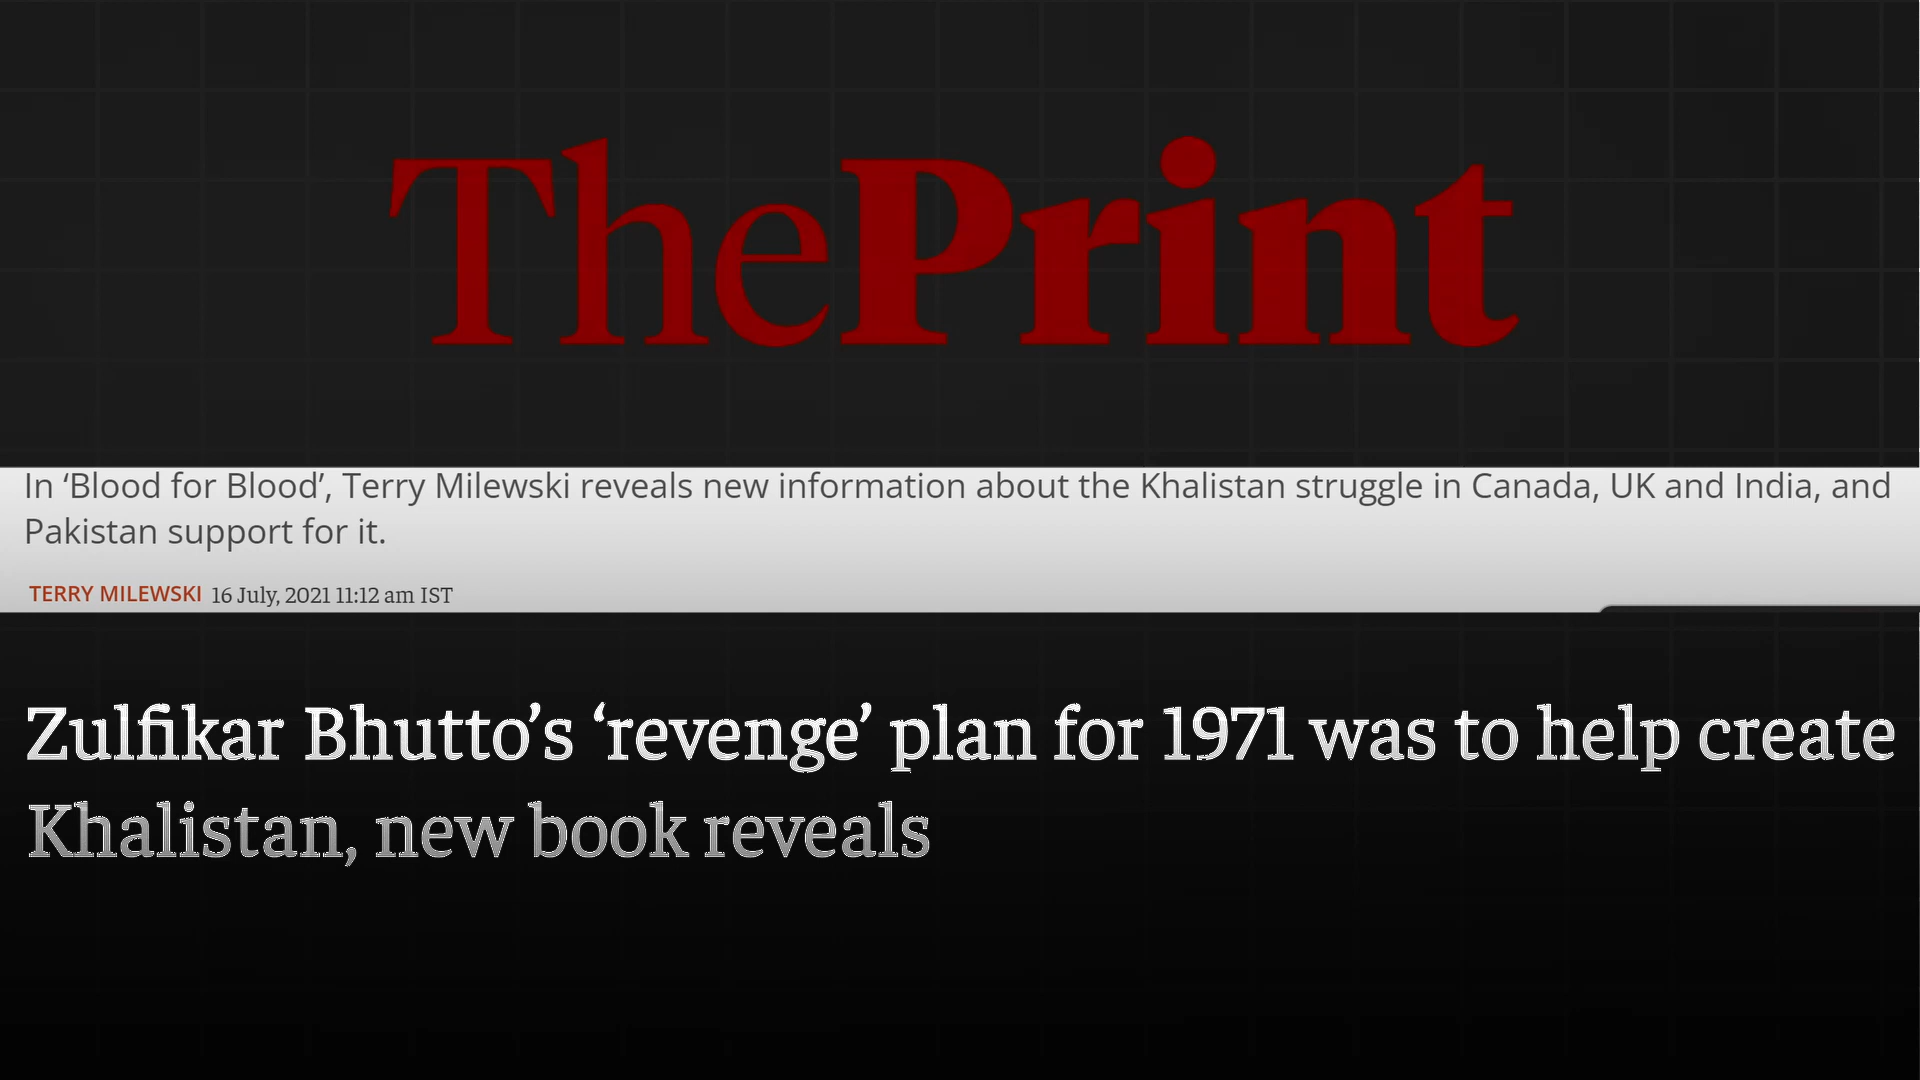 ThePrint
In ‘Blood for Blood’, Terry Milewski reveals new information about the Khalistan struggle in Canada, UK and India, and
Pakistan support for it.
TERRY MILEWSKI 16 July, 2021 11:12 am IST
Zulfikar Bhutto’s ‘revenge’ plan for 1971 was to help create
Khalistan, new book reveals